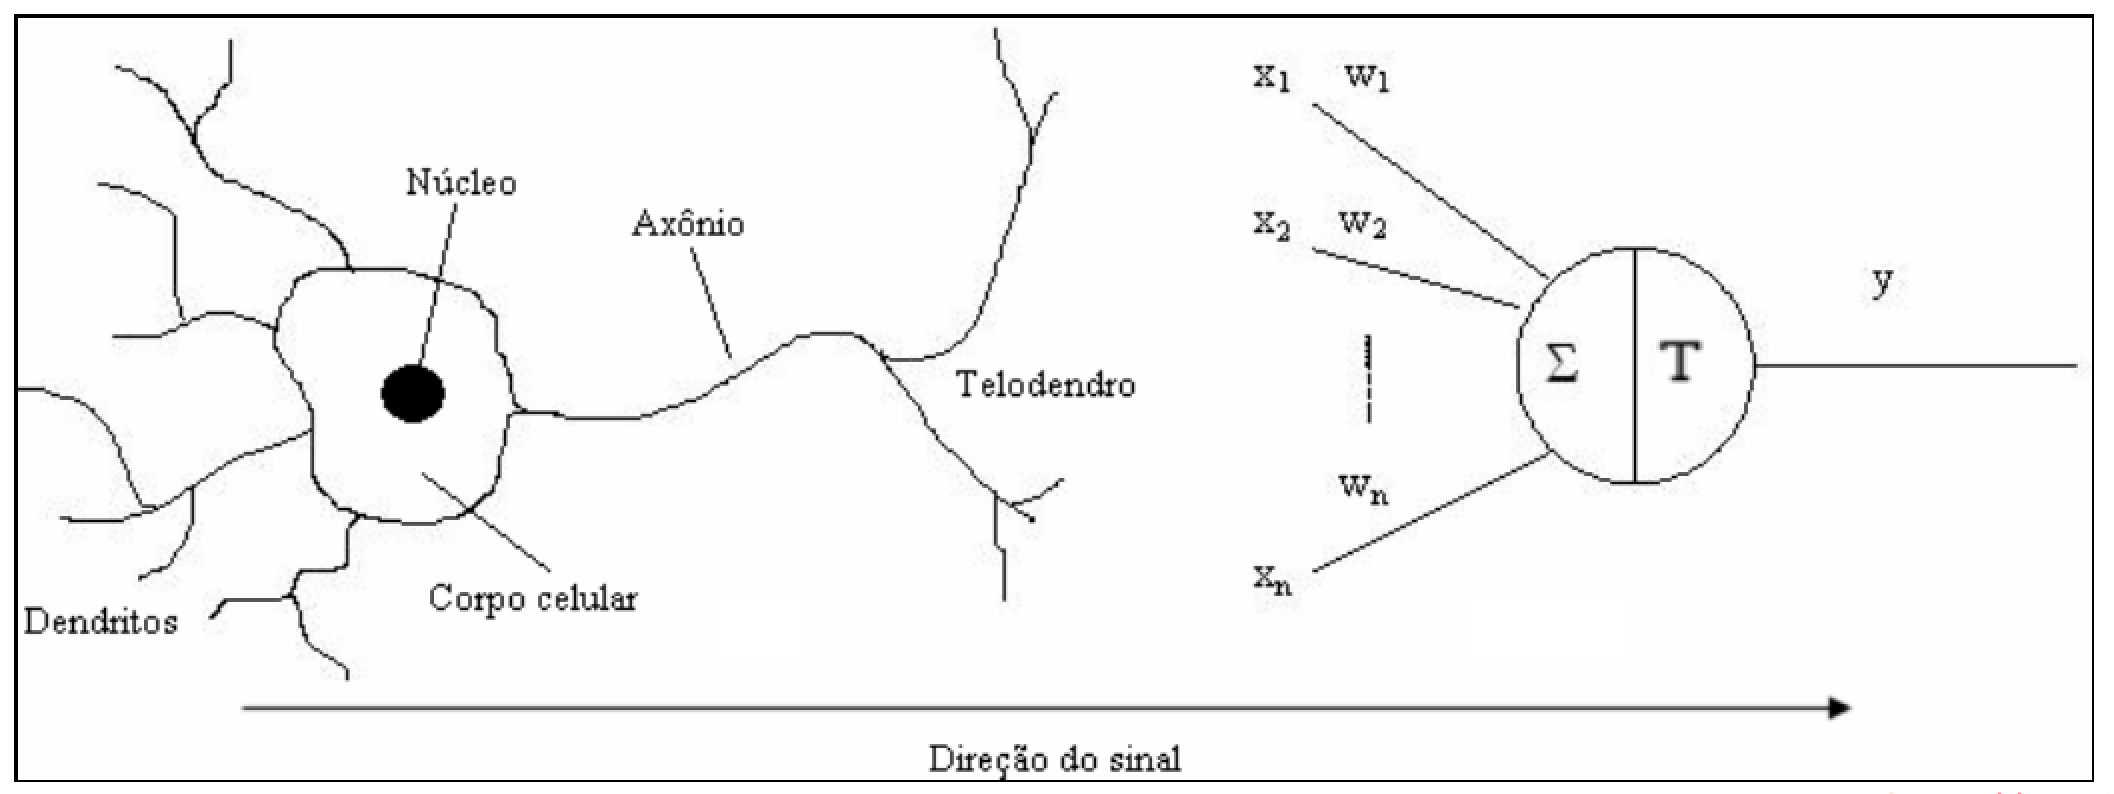 Núcleo
Axônio
Telodendro
Corpo celular
Dendritos
x1 w1
x2 w2
wn
xn
Σ T
y
Direção do sinal